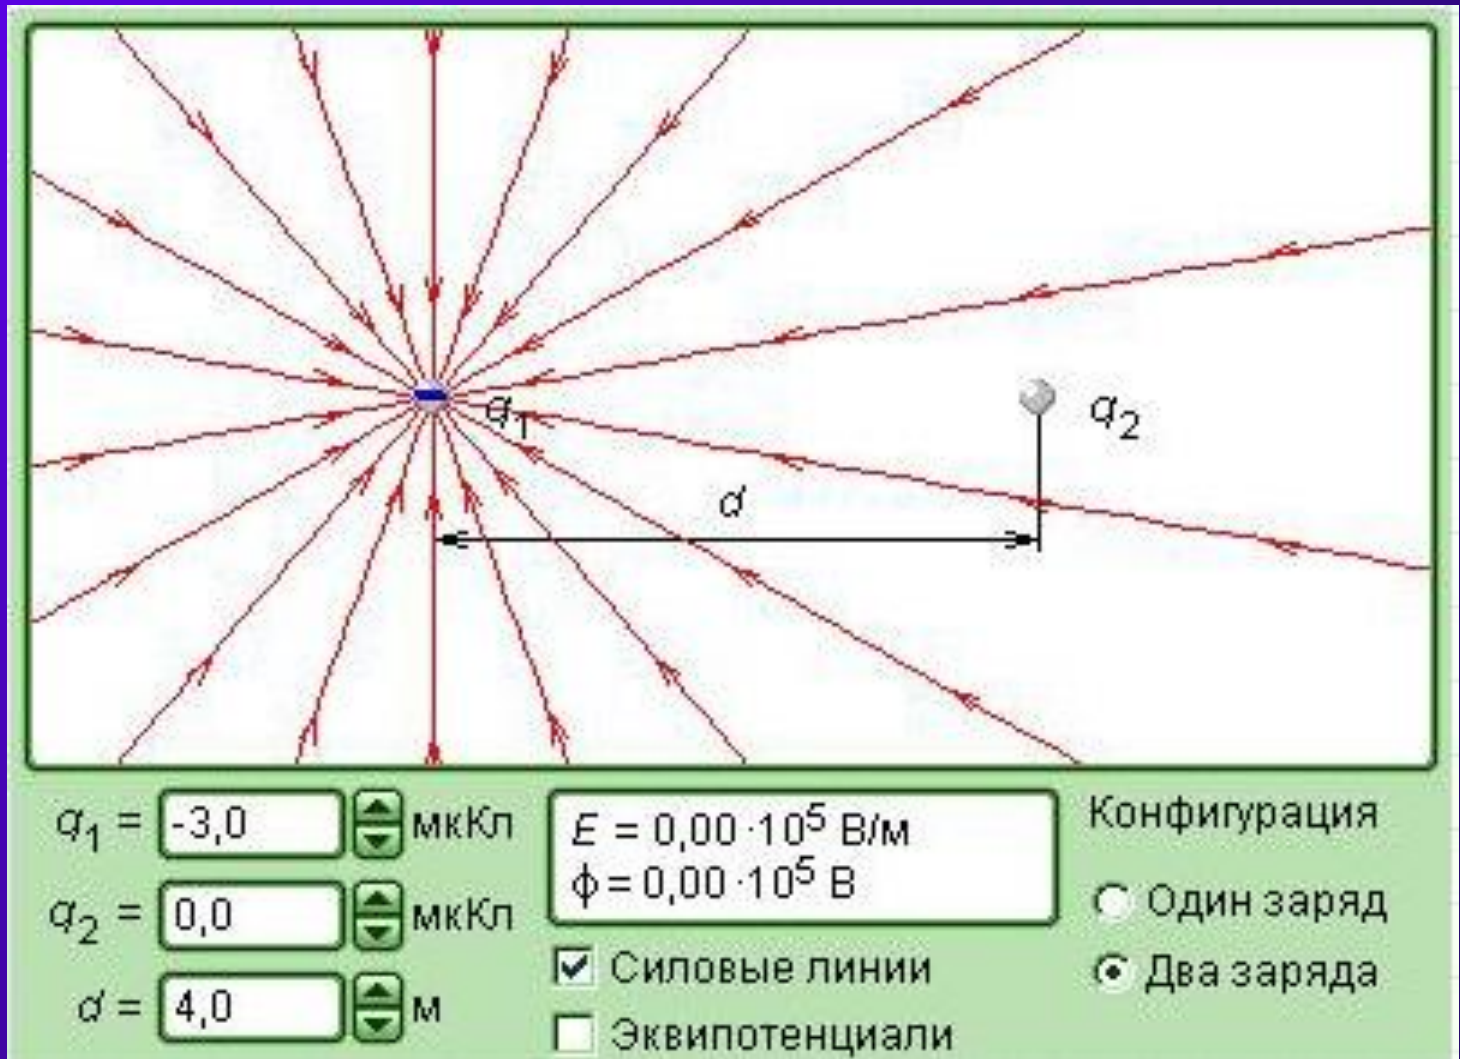 q1
q2
d
q1 = -3,0 мкКл
q2 = 0,0 мкКл
d = 4,0 м
E = 0,00 ·10^5 В/м
ϕ = 0,00 ·10^5 В
Силовые линии
Эквипотенциали
Конфигурация
Один заряд
Два заряда